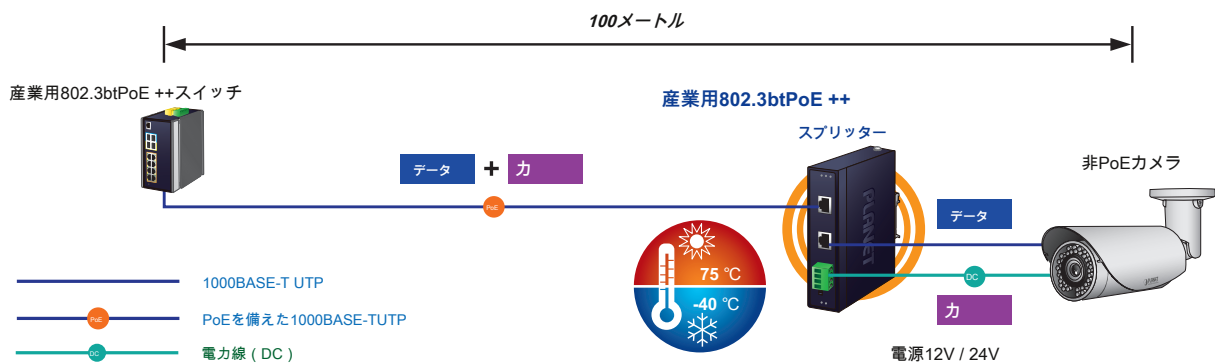 100メートル
産業用802.3btPoE ++スイッチ
産業用802.3btPoE ++
スプリッター
非PoEカメラ
データ + 力
PoE
PLANET
データ
75 ℃
-40 ℃
DC
力
電源12V / 24V
1000BASE-T UTP
PoE
PoEを備えた1000BASE-TUTP
DC
電力線（DC）
PLANET